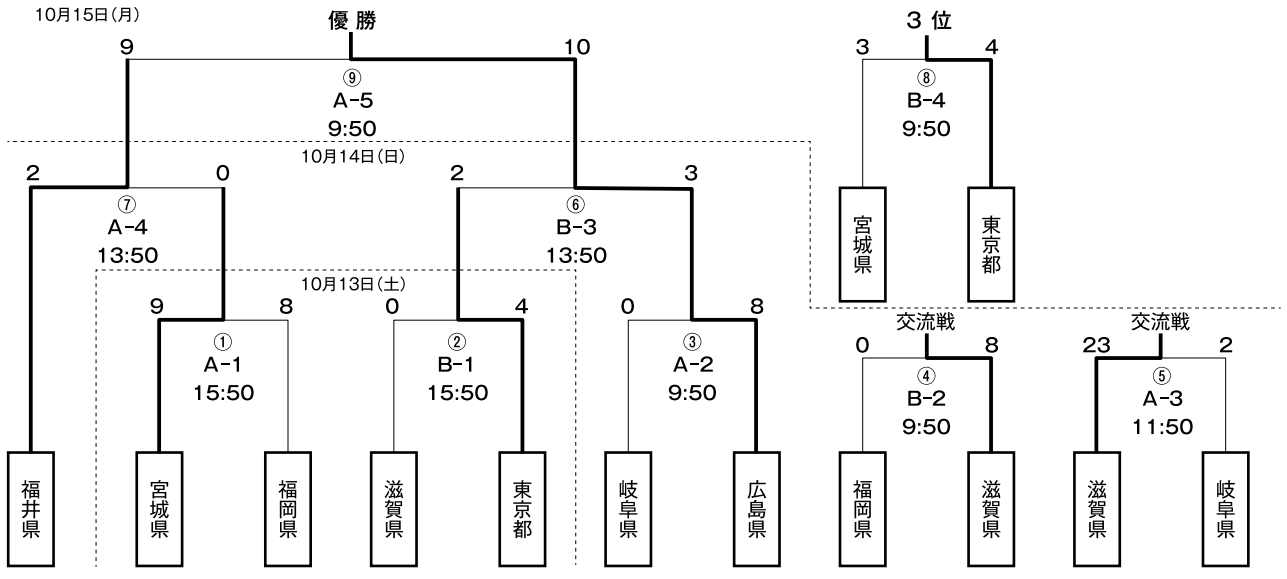 10月15日(月)
優勝
3位
9
10
3
4
⑨
A-5
9:50
⑧
B-4
9:50
10月14日(日)
2
0
2
3
⑦
A-4
13:50
⑥
B-3
13:50
宮城県
東京都
10月13日(土)
9
8
0
4
0
8
①
A-1
15:50
②
B-1
15:50
③
A-2
9:50
交流戦
交流戦
0
8
23
2
④
B-2
9:50
⑤
A-3
11:50
福井県
宮城県
福岡県
滋賀県
東京都
岐阜県
広島県
福岡県
滋賀県
滋賀県
岐阜県